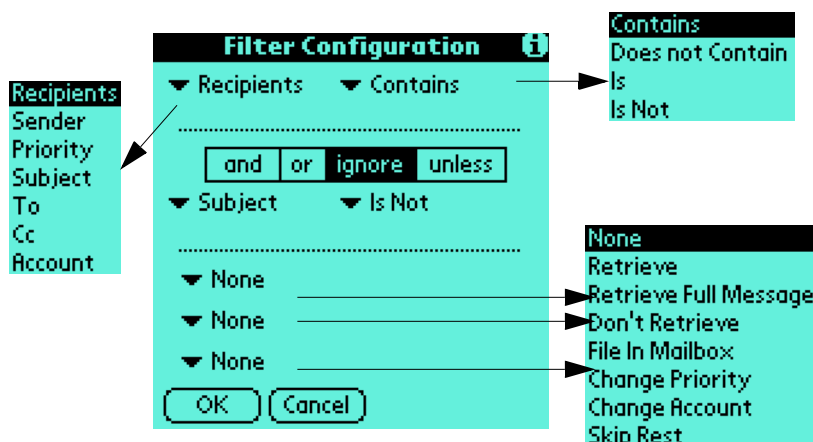 Filter Configuration i
Recipients Contains
and or ignore unless
Subject Is Not
None
None
None
OK Cancel
Recipients
Sender
Priority
Subject
To
Cc
Account
Contains
Does not Contain
Is
Is Not
None
Retrieve
Retrieve Full Message
Don't Retrieve
File In Mailbox
Change Priority
Change Account
Skip Rest